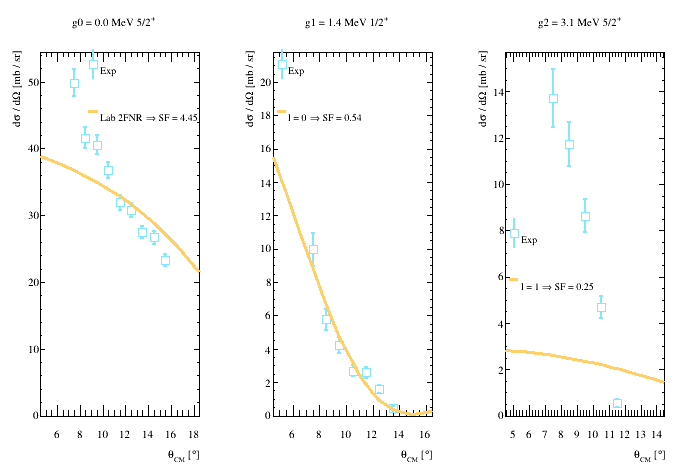 g0 = 0.0 MeV 5/2⁺
dσ / dΩ [mb / sr]
50
40
30
20
10
0
6 8 10 12 14 16 18
θCM [°]
Exp
Lab 2FNR ⇒ SF = 4.45
g1 = 1.4 MeV 1/2⁺
dσ / dΩ [mb / sr]
20
18
16
14
12
10
8
6
4
2
0
6 8 10 12 14 16
θCM [°]
Exp
l = 0 ⇒ SF = 0.54
g2 = 3.1 MeV 5/2⁺
dσ / dΩ [mb / sr]
14
12
10
8
6
4
2
0
5 6 7 8 9 10 11 12 13 14
θCM [°]
Exp
l = 1 ⇒ SF = 0.25